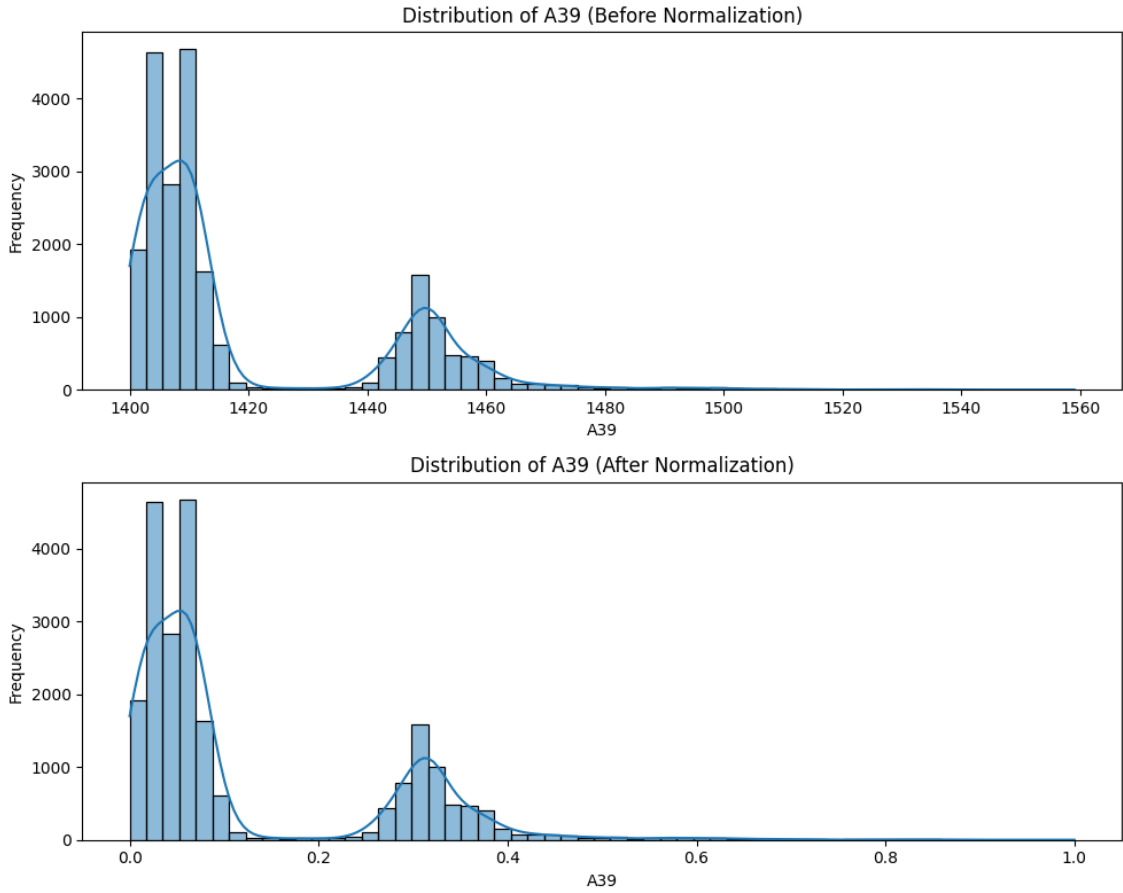 Distribution of A39 (Before Normalization)
4000
3000
2000
1000
0
Frequency
1400 1420 1440 1460 1480 1500 1520 1540 1560
A39
Distribution of A39 (After Normalization)
4000
3000
2000
1000
0
Frequency
0.0 0.2 0.4 0.6 0.8 1.0
A39